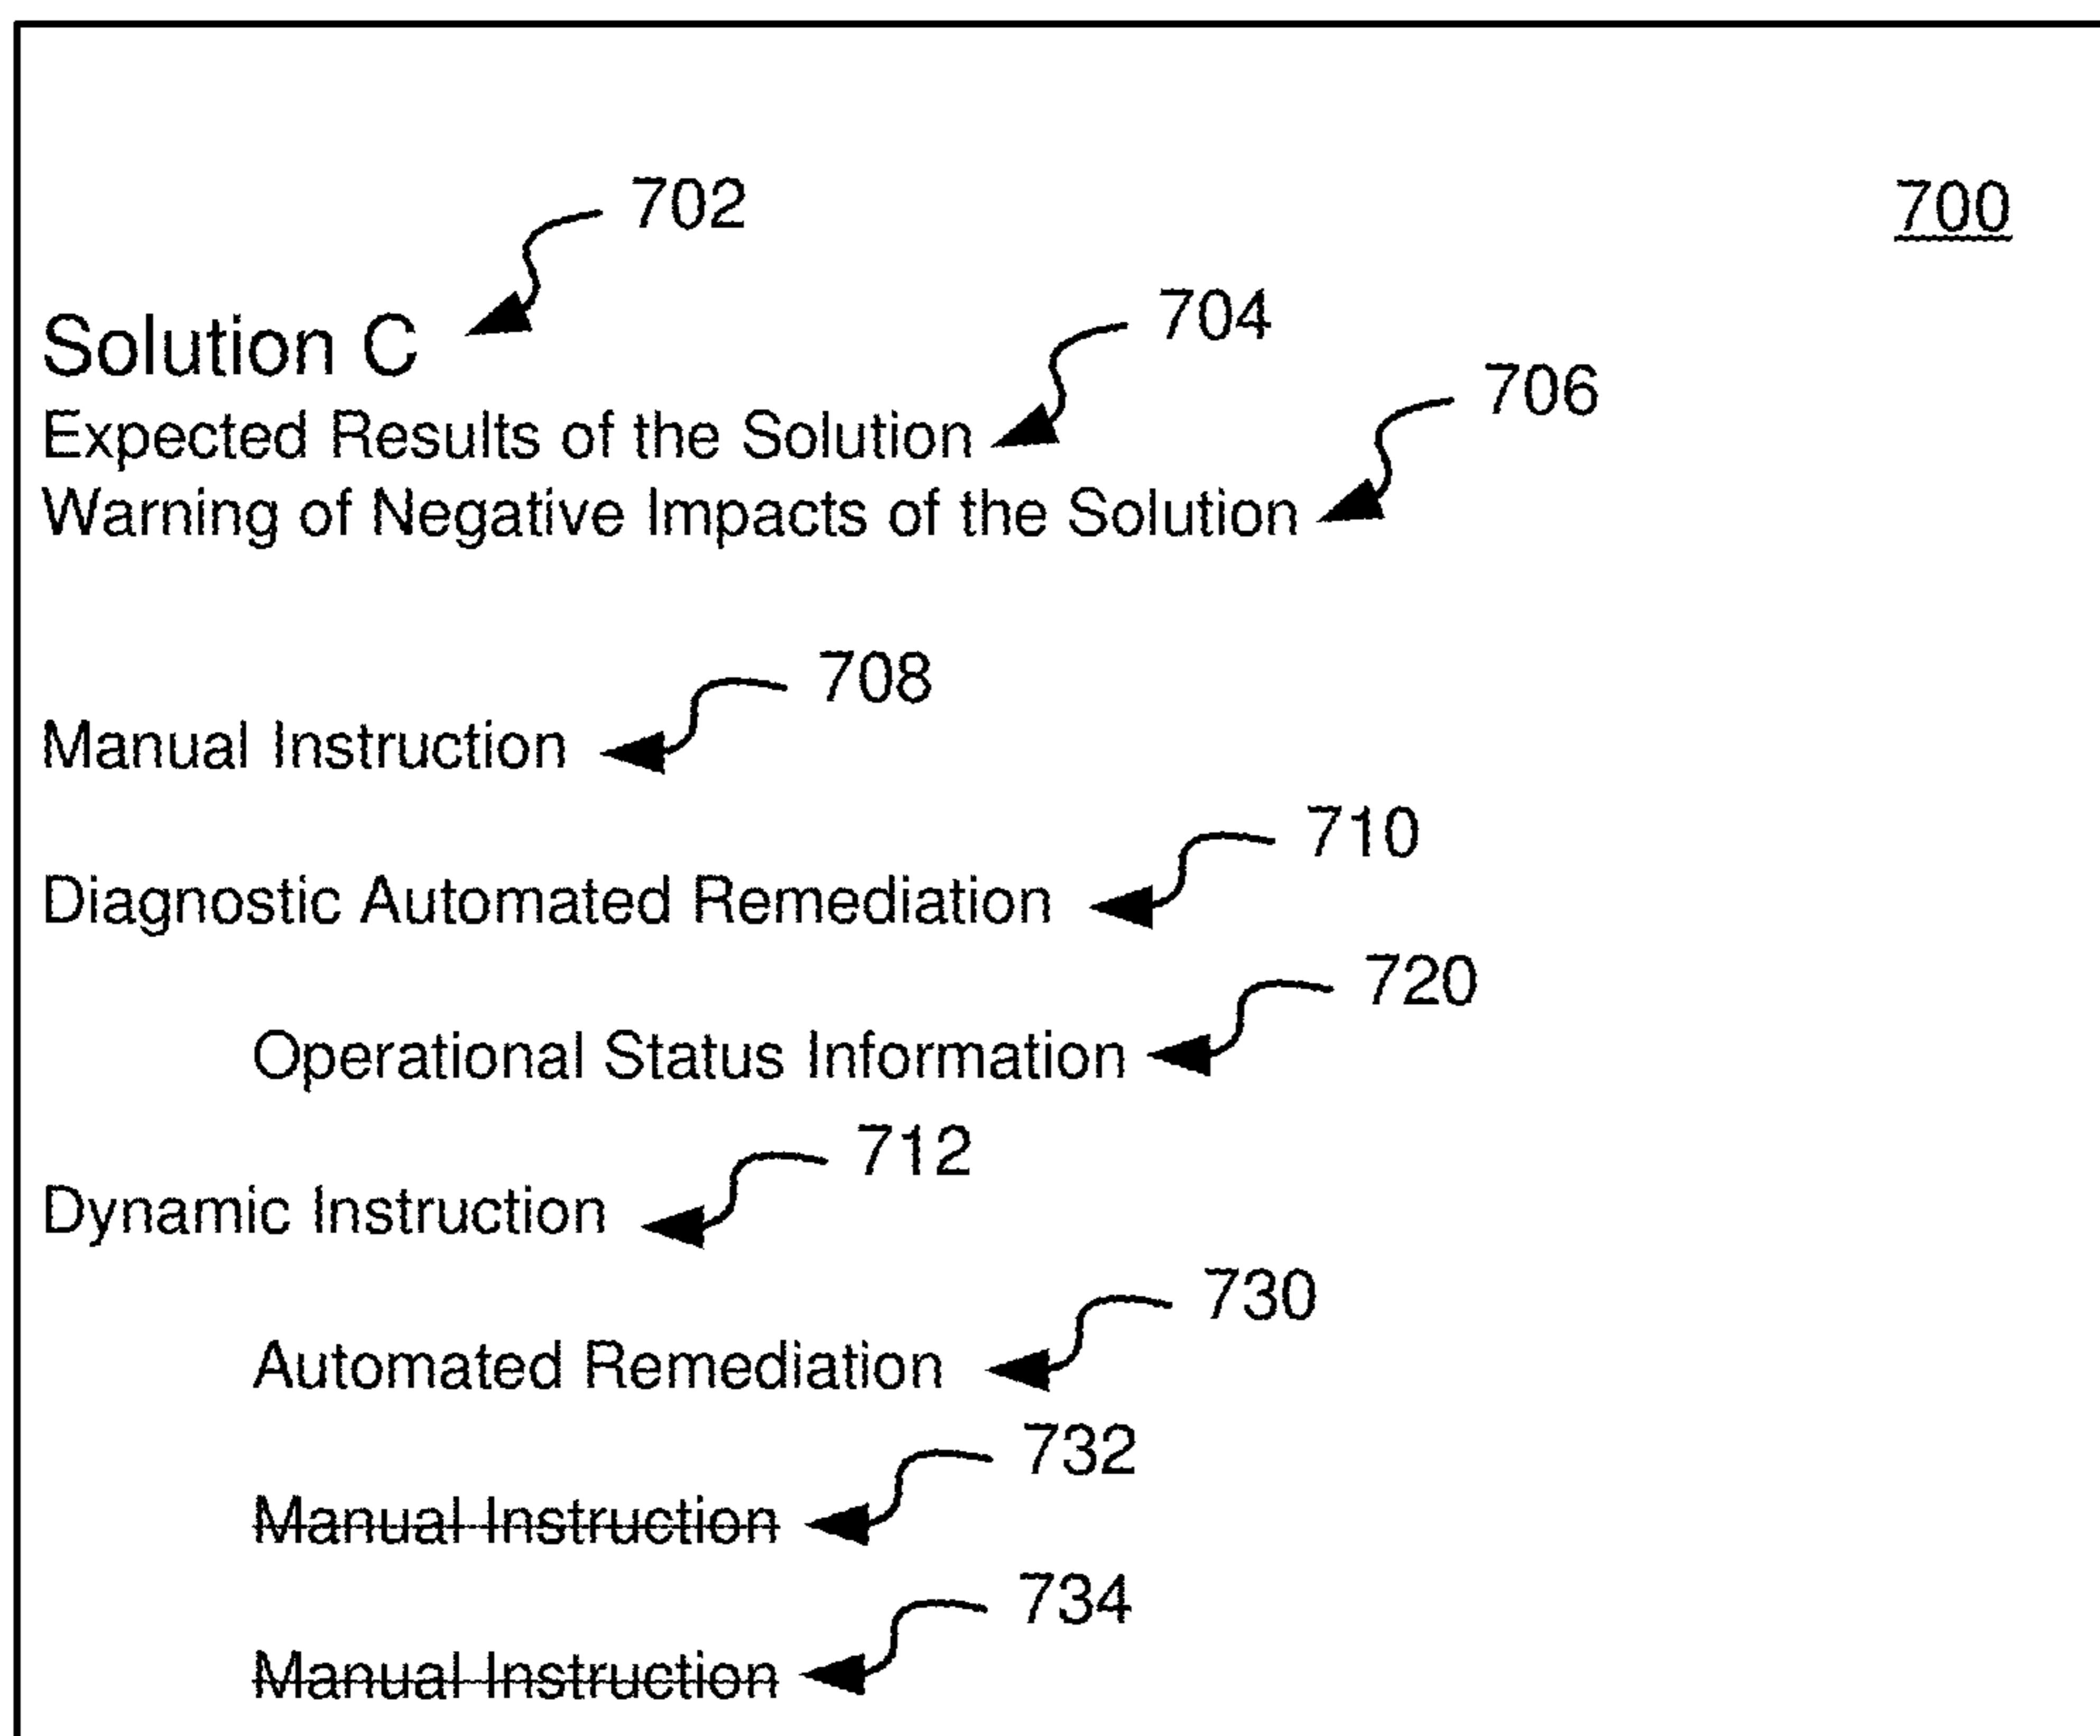 702
700
Solution C
704
Expected Results of the Solution
706
Warning of Negative Impacts of the Solution
708
Manual Instruction
710
Diagnostic Automated Remediation
720
Operational Status Information
712
Dynamic Instruction
730
Automated Remediation
732
Manual Instruction
734
Manual Instruction